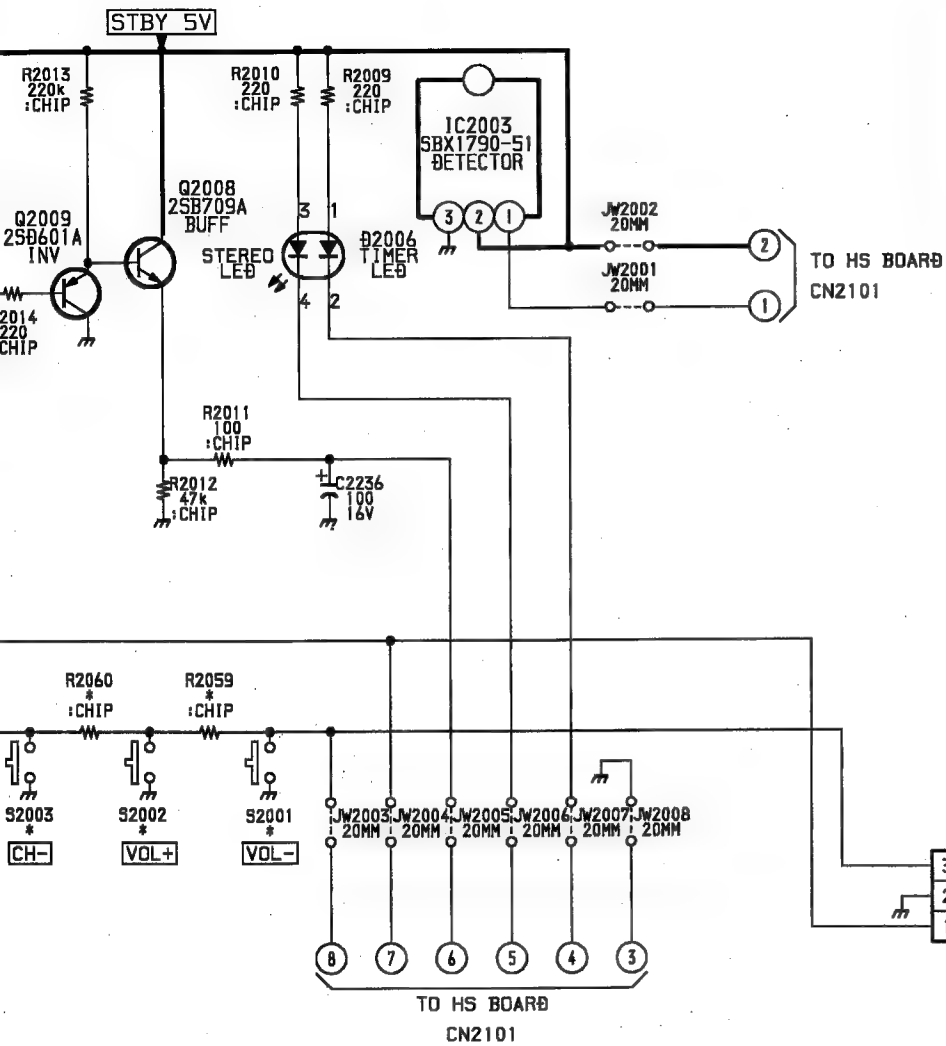 STBY 5V
R2013
220k
:CHIP
R2010
220
:CHIP
R2009
220
:CHIP
IC2003
SBX1790-51
DETECTOR
3 2 1
Q2008
2SB709A
BUFF
Q2009
2SD601A
INV
3 1
STEREO
LED
D2006
TIMER
LED
4 2
JW2002
20MM
2
JW2001
20MM
1
TO HS BOARD
CN2101
2014
220
CHIP
R2011
100
:CHIP
R2012
47k
:CHIP
+
C2236
100
16V
R2060
*
:CHIP
R2059
*
:CHIP
S2003
*
CH-
S2002
*
VOL+
S2001
*
VOL-
JW2003
20MM
JW2004
20MM
JW2005
20MM
JW2006
20MM
JW2007
20MM
JW2008
20MM
3
2
1
8 7 6 5 4 3
TO HS BOARD
CN2101